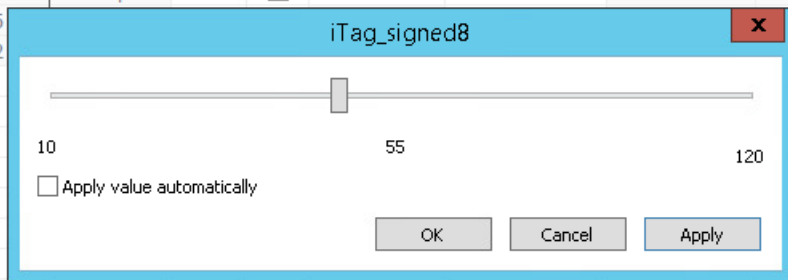 iTag_signed8
x
10 55 120
Apply value automatically
OK Cancel Apply